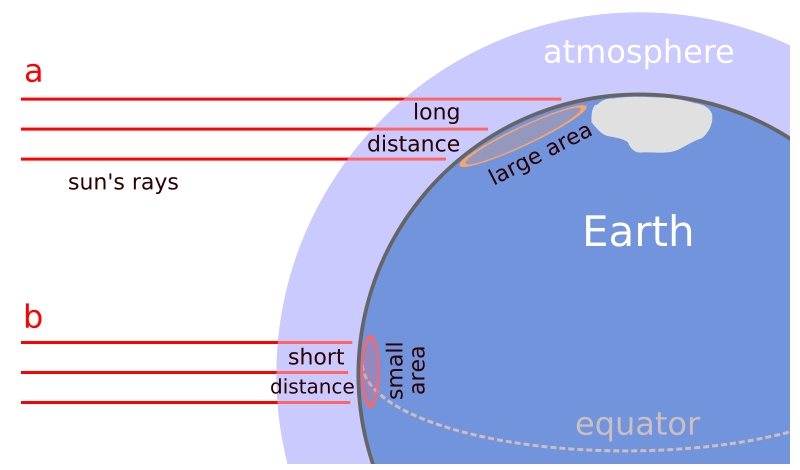 atmosphere
a
long
distance
large area
sun's rays
Earth
b
short
distance
small
area
equator